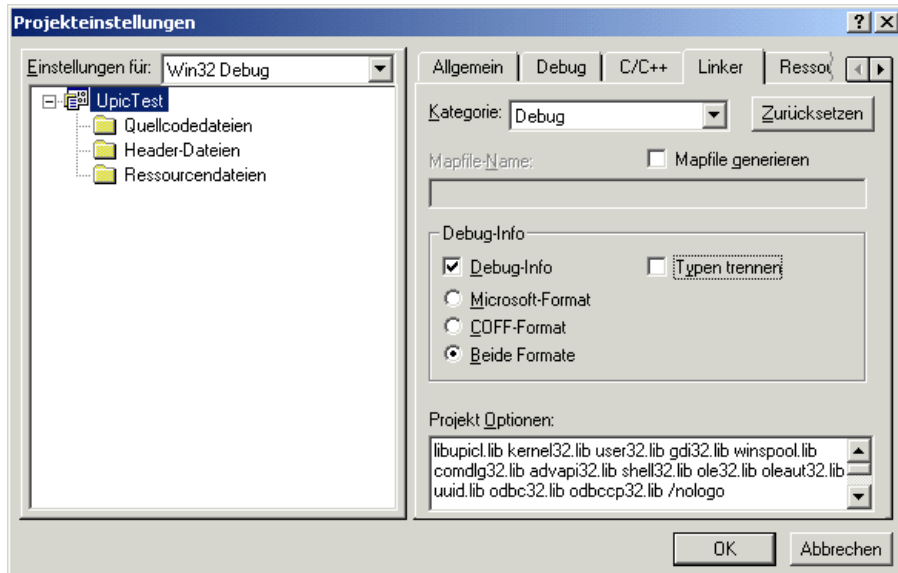 Projekteinstellungen
Einstellungen für: Win32 Debug
UpicTest
Quellcodedateien
Header-Dateien
Ressourcendateien
Allgemein Debug C/C++ Linker
Kategorie: Debug Zurücksetzen
Mapfile-Name: Mapfile generieren
Debug-Info
Debug-Info Typen trennen
Microsoft-Format
COFF-Format
Beide Formate
Projekt Optionen:
libupicl.lib kernel32.lib user32.lib gdi32.lib winspool.lib
comdlg32.lib advapi32.lib shell32.lib ole32.lib oleaut32.lib
uuid.lib odbc32.lib odbccp32.lib /nologo
OK Abbrechen